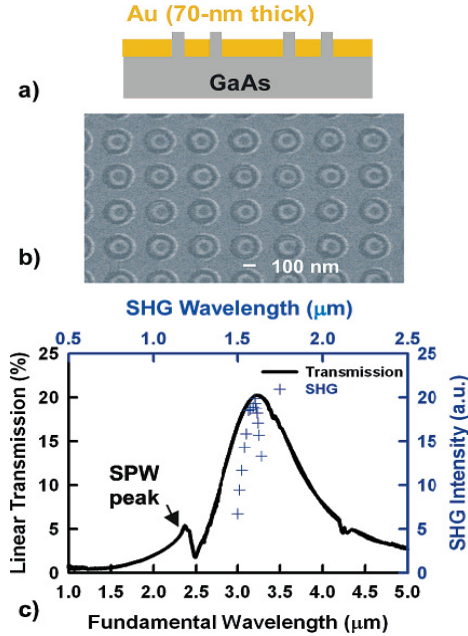 Au (70-nm thick)
GaAs
a)
100 nm
b)
SHG Wavelength (μm)
0.5 1.0 1.5 2.0 2.5
25 25
Transmission
SHG
20 20
15 15
SPW
peak
10 10
5 5
0 0
Linear Transmission (%)
SHG Intensity (a.u.)
1.0 1.5 2.0 2.5 3.0 3.5 4.0 4.5 5.0
c)
Fundamental Wavelength (μm)